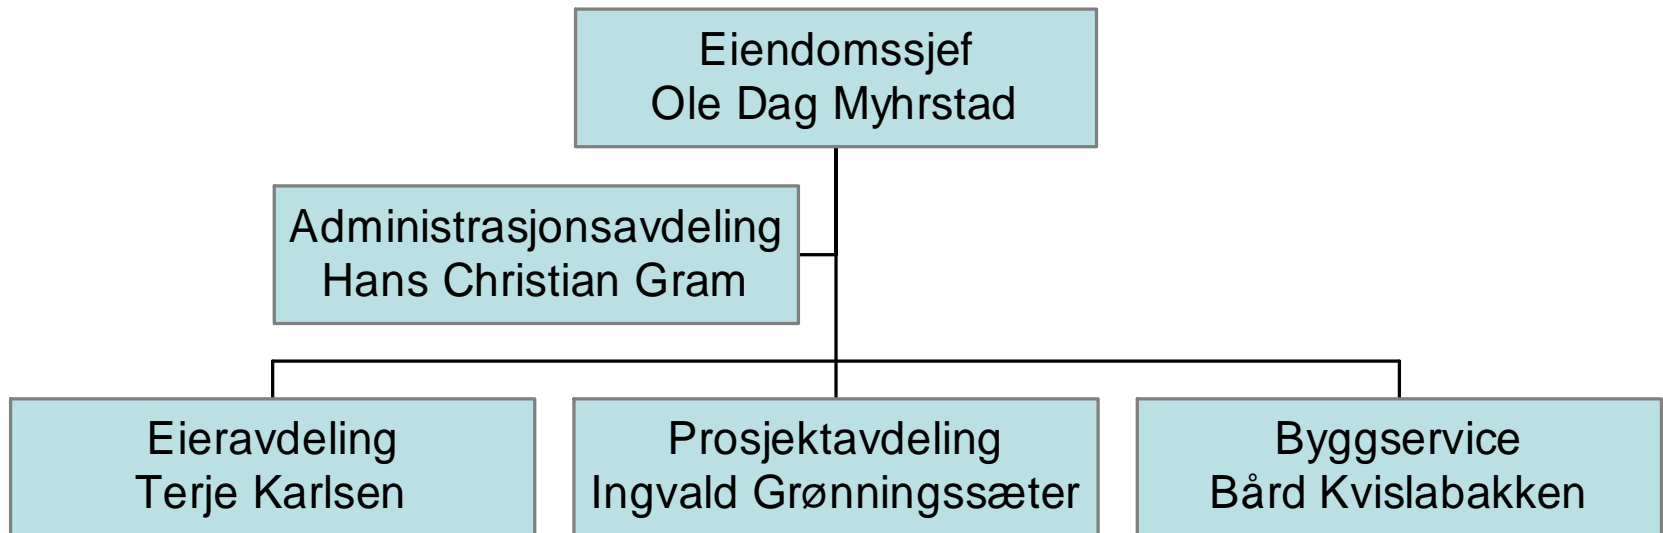 Eiendomssjef
Ole Dag Myhrstad
Administrasjonsavdeling
Hans Christian Gram
Eieravdeling
Terje Karlsen
Prosjektavdeling
Ingvald Grønningssæter
Byggservice
Bård Kvislabakken